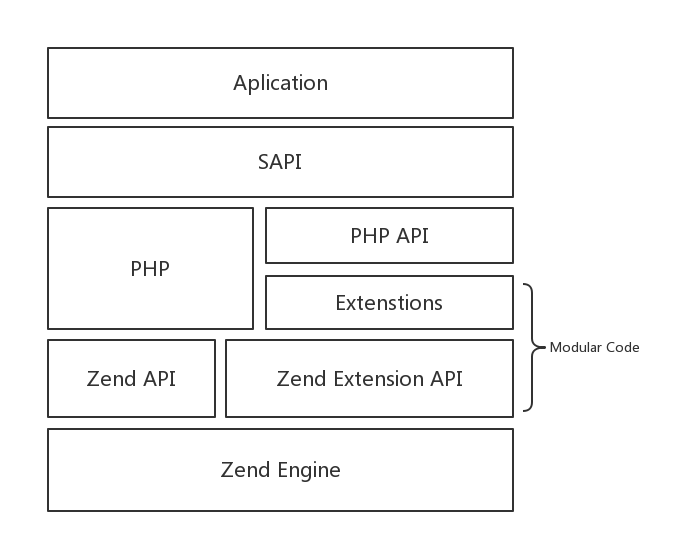 Aplication
SAPI
PHP
PHP API
Extenstions
Modular Code
Zend API
Zend Extension API
Zend Engine